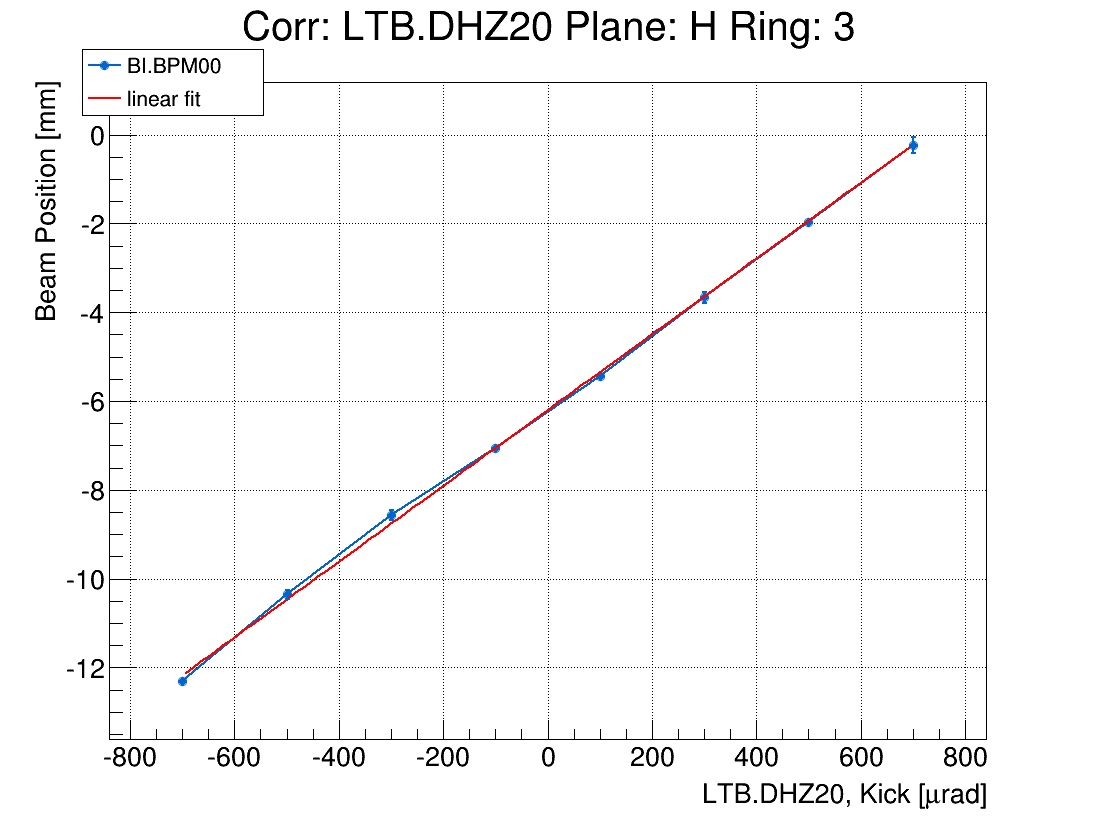 Corr: LTB.DHZ20 Plane: H Ring: 3
BI.BPM00
linear fit
Beam Position [mm]
0
-2
-4
-6
-8
-10
-12
-800 -600 -400 -200 0 200 400 600 800
LTB.DHZ20, Kick [μrad]